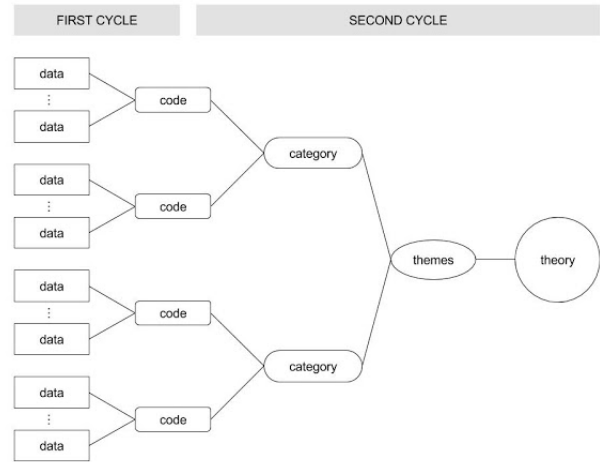 FIRST CYCLE
SECOND CYCLE
data
⋮
data
code
data
⋮
data
code
category
data
⋮
data
code
data
⋮
data
code
category
themes
theory